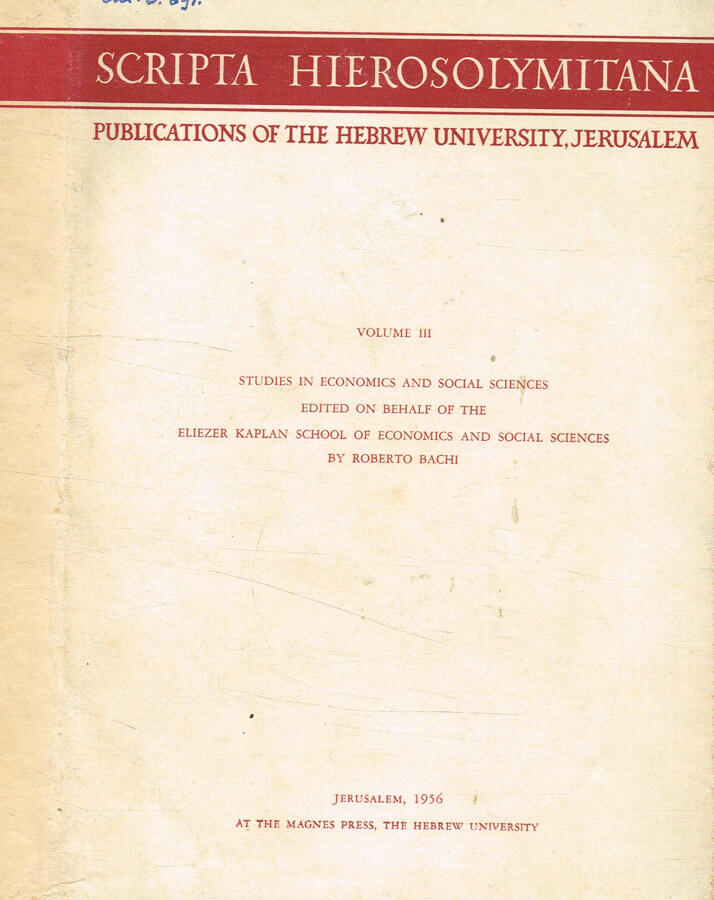 SCRIPTA HIEROSOLYMITANA
PUBLICATIONS OF THE HEBREW UNIVERSITY, JERUSALEM
VOLUME III
STUDIES IN ECONOMICS AND SOCIAL SCIENCES
EDITED ON BEHALF OF THE
ELIEZER KAPLAN SCHOOL OF ECONOMICS AND SOCIAL SCIENCES
BY ROBERTO BACHI
JERUSALEM, 1956
AT THE MAGNES PRESS, THE HEBREW UNIVERSITY